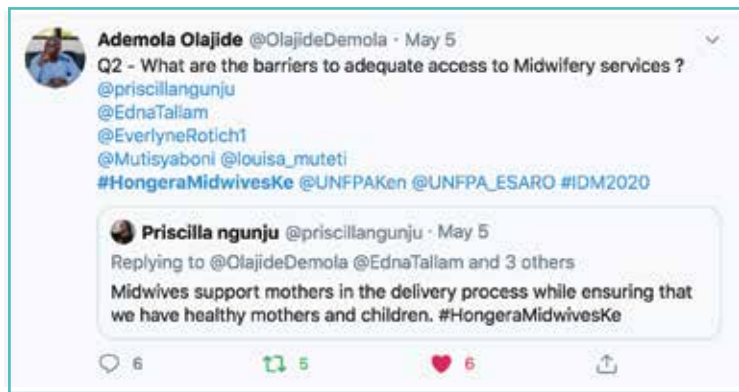 Ademola Olajide @OlajideDemola · May 5
Q2 - What are the barriers to adequate access to Midwifery services ?
@priscillangunju
@EdnaTallam
@EverlyneRotich1
@Mutisyaboni @louisa_muteti
#HongeraMidwivesKe @UNFPAKen @UNFPA_ESARO #IDM2020
Priscilla ngunju @priscillangunju · May 5
Replying to @OlajideDemola @EdnaTallam and 3 others
Midwives support mothers in the delivery process while ensuring that
we have healthy mothers and children. #HongeraMidwivesKe
6 5 6